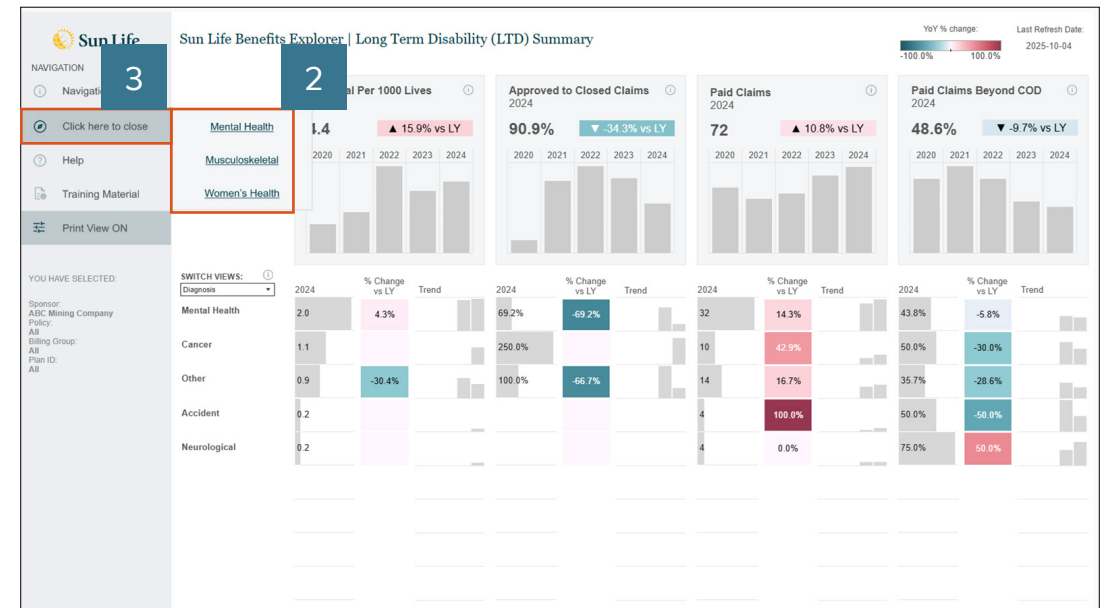 Sun Life
Sun Life Benefits Explorer | Long Term Disability (LTD) Summary
YoY % change:
-100.0% 100.0%
Last Refresh Date:
2025-10-04
NAVIGATION
3
2
Click here to close
Help
Training Material
Print View ON
Mental Health
Musculoskeletal
Women's Health
YOU HAVE SELECTED:
Sponsor:
ABC Mining Company
Policy:
All
Billing Group:
All
Plan ID:
All
Per 1000 Lives
▲ 15.9% vs LY
2020 2021 2022 2023 2024
Approved to Closed Claims
2024
90.9% ▼ -34.3% vs LY
2020 2021 2022 2023 2024
Paid Claims
2024
72 ▲ 10.8% vs LY
2020 2021 2022 2023 2024
Paid Claims Beyond COD
2024
48.6% ▼ -9.7% vs LY
2020 2021 2022 2023 2024
SWITCH VIEWS:
Diagnosis
2024 % Change vs LY Trend 2024 % Change vs LY Trend 2024 % Change vs LY Trend 2024 % Change vs LY Trend
Mental Health 2.0 4.3% 69.2% -69.2% 32 14.3% 43.8% -5.8%
Cancer 1.1 250.0% 10 42.9% 50.0% -30.0%
Other 0.9 -30.4% 100.0% -66.7% 14 16.7% 35.7% -28.6%
Accident 0.2 4 100.0% 50.0% -50.0%
Neurological 0.2 4 0.0% 75.0% 50.0%